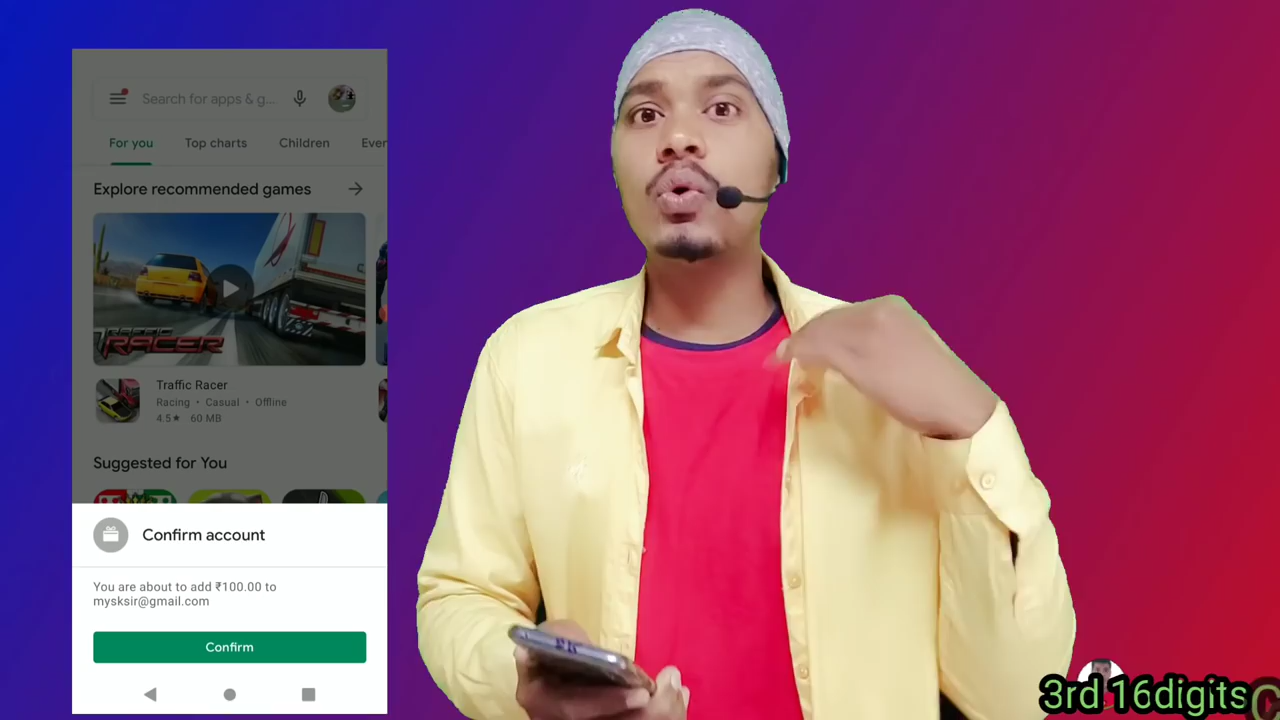 Search for apps & g...
For you Top charts Children Even
Explore recommended games
TRAFFIC
RACER
Traffic Racer
Racing • Casual • Offline
4.5★ 60 MB
Suggested for You
Confirm account
You are about to add ₹100.00 to
mysksir@gmail.com
Confirm
3rd 16digits C